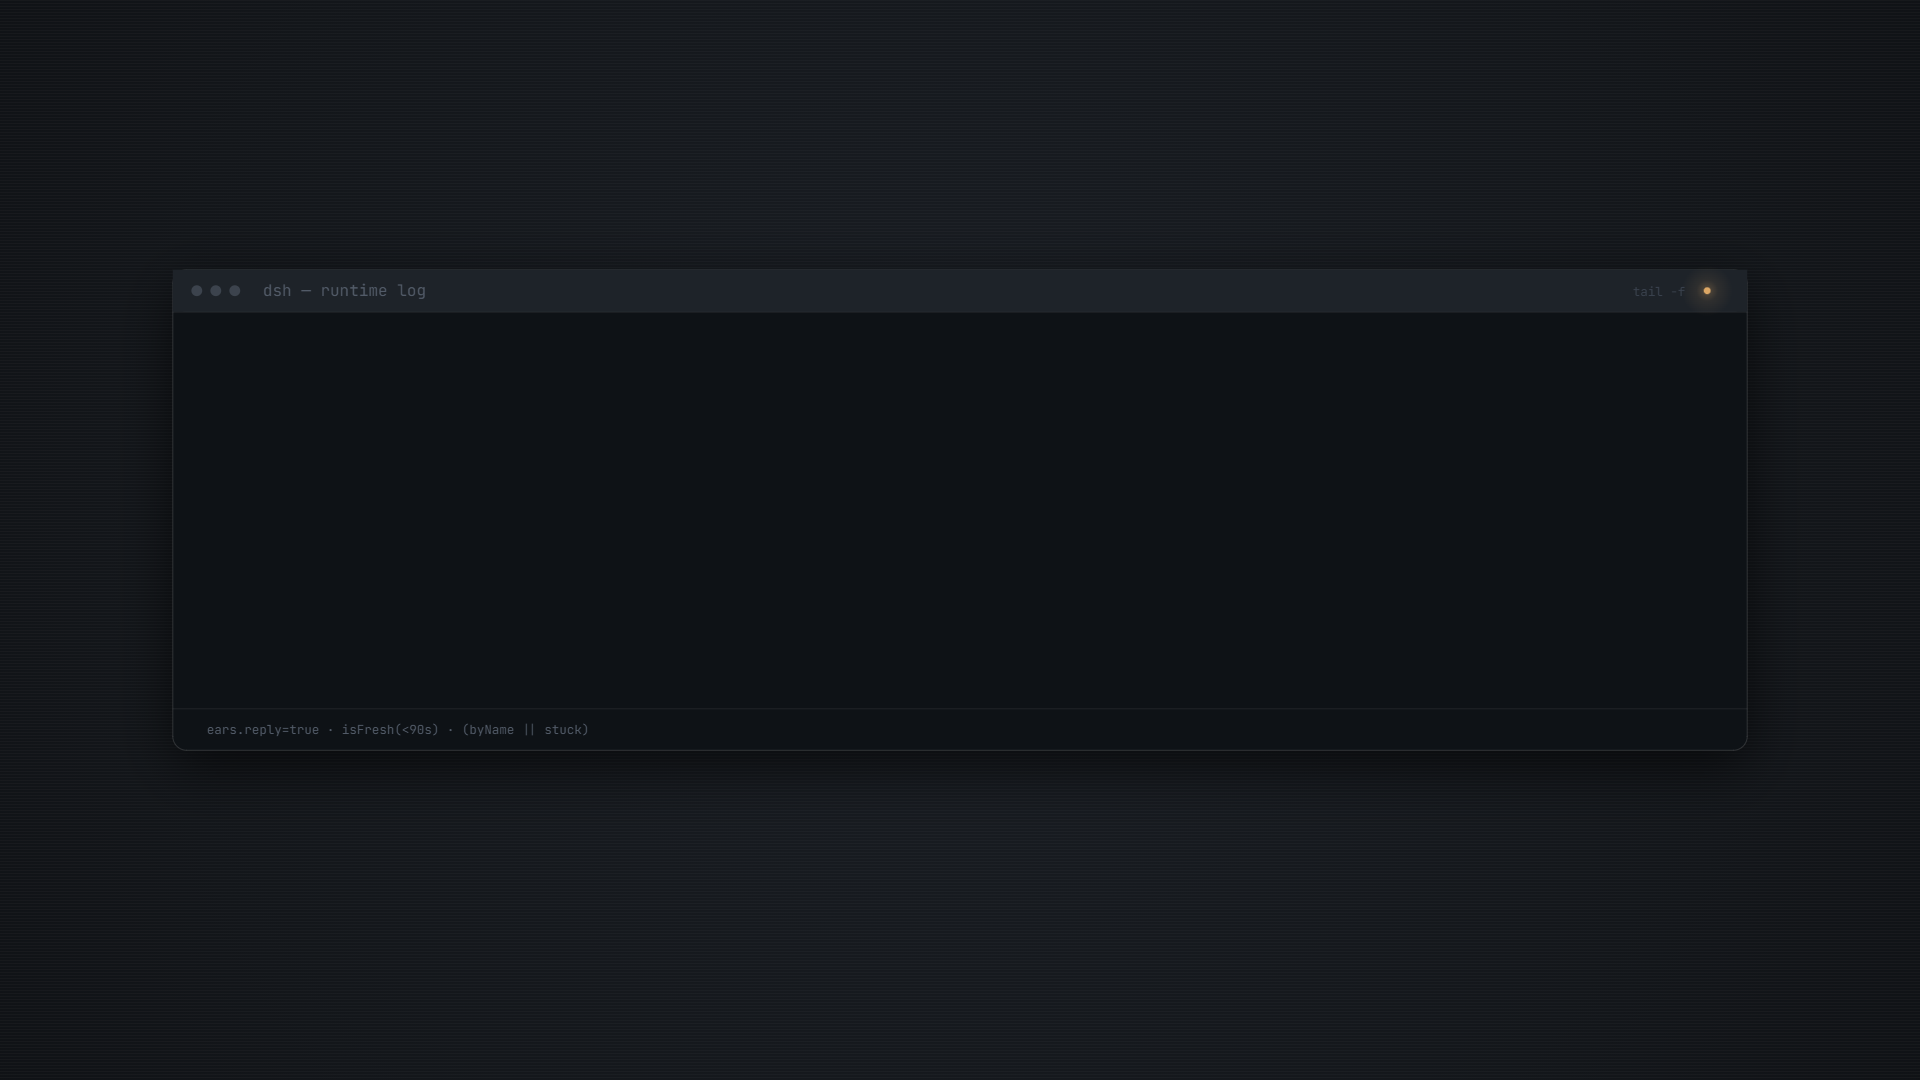 dsh — runtime log
tail -f
ears.reply=true · isFresh(<90s) · (byName || stuck)